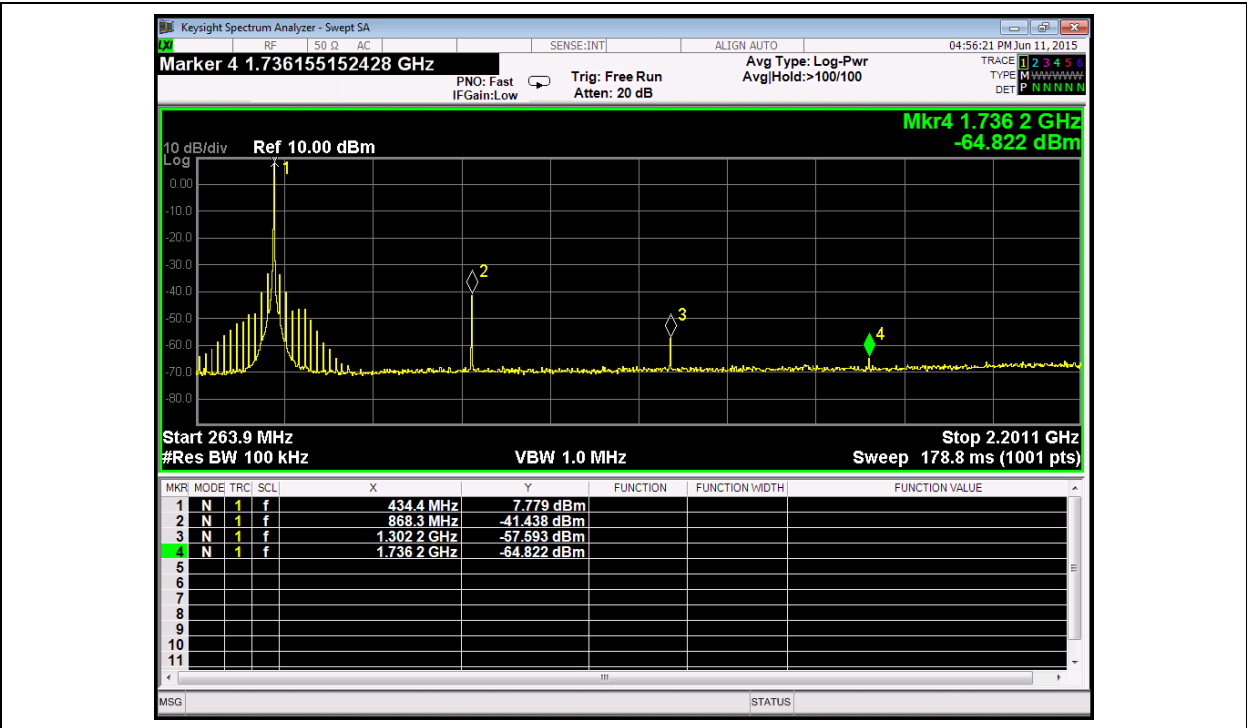 Keysight Spectrum Analyzer - Swept SA
LXI RF 50 Ω AC SENSE:INT ALIGN AUTO 04:56:21 PM Jun 11, 2015
Marker 4 1.736155152428 GHz
PNO: Fast
IFGain:Low
Trig: Free Run
Atten: 20 dB
Avg Type: Log-Pwr
Avg|Hold:>100/100
TRACE 1 2 3 4 5 6
TYPE M WWWWW
DET P N N N N N
Mkr4 1.736 2 GHz
-64.822 dBm
10 dB/div Ref 10.00 dBm
Log
1
0.00
-10.0
-20.0
-30.0
2
-40.0
-50.0
3
-60.0
4
-70.0
-80.0
Start 263.9 MHz Stop 2.2011 GHz
#Res BW 100 kHz VBW 1.0 MHz Sweep 178.8 ms (1001 pts)
MKR MODE TRC SCL X Y FUNCTION FUNCTION WIDTH FUNCTION VALUE
1 N 1 f 434.4 MHz 7.779 dBm
2 N 1 f 868.3 MHz -41.438 dBm
3 N 1 f 1.302 2 GHz -57.593 dBm
4 N 1 f 1.736 2 GHz -64.822 dBm
5
6
7
8
9
10
11
MSG STATUS